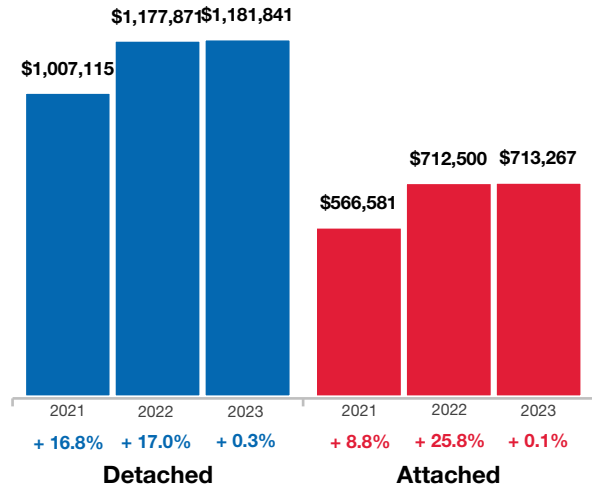 $1,177,871 $1,181,841
$1,007,115
$712,500 $713,267
$566,581
2021 2022 2023 2021 2022 2023
+ 16.8% + 17.0% + 0.3% + 8.8% + 25.8% + 0.1%
Detached Attached